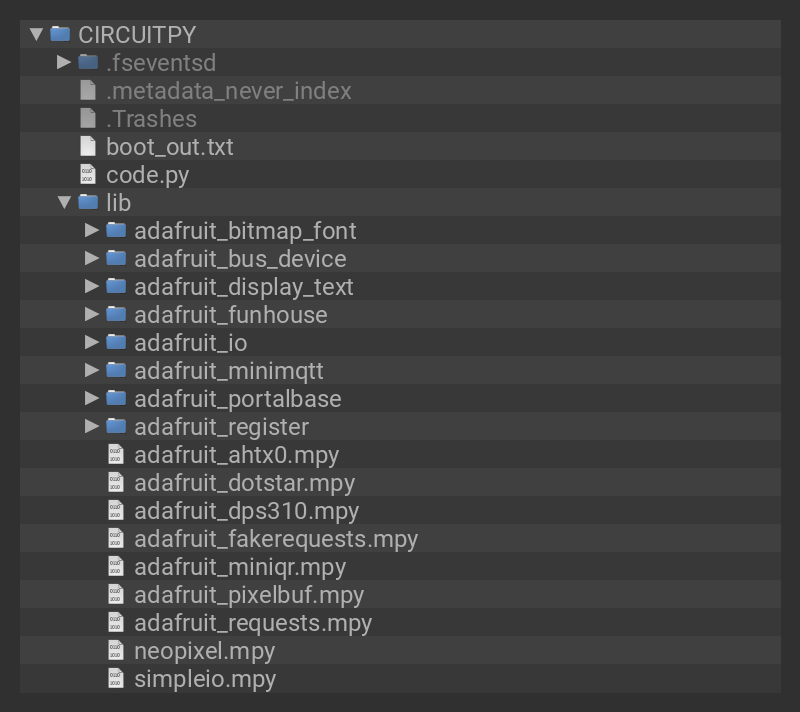 CIRCUITPY
.fseventsd
.metadata_never_index
.Trashes
boot_out.txt
code.py
lib
adafruit_bitmap_font
adafruit_bus_device
adafruit_display_text
adafruit_funhouse
adafruit_io
adafruit_minimqtt
adafruit_portalbase
adafruit_register
adafruit_ahtx0.mpy
adafruit_dotstar.mpy
adafruit_dps310.mpy
adafruit_fakerequests.mpy
adafruit_miniqr.mpy
adafruit_pixelbuf.mpy
adafruit_requests.mpy
neopixel.mpy
simpleio.mpy